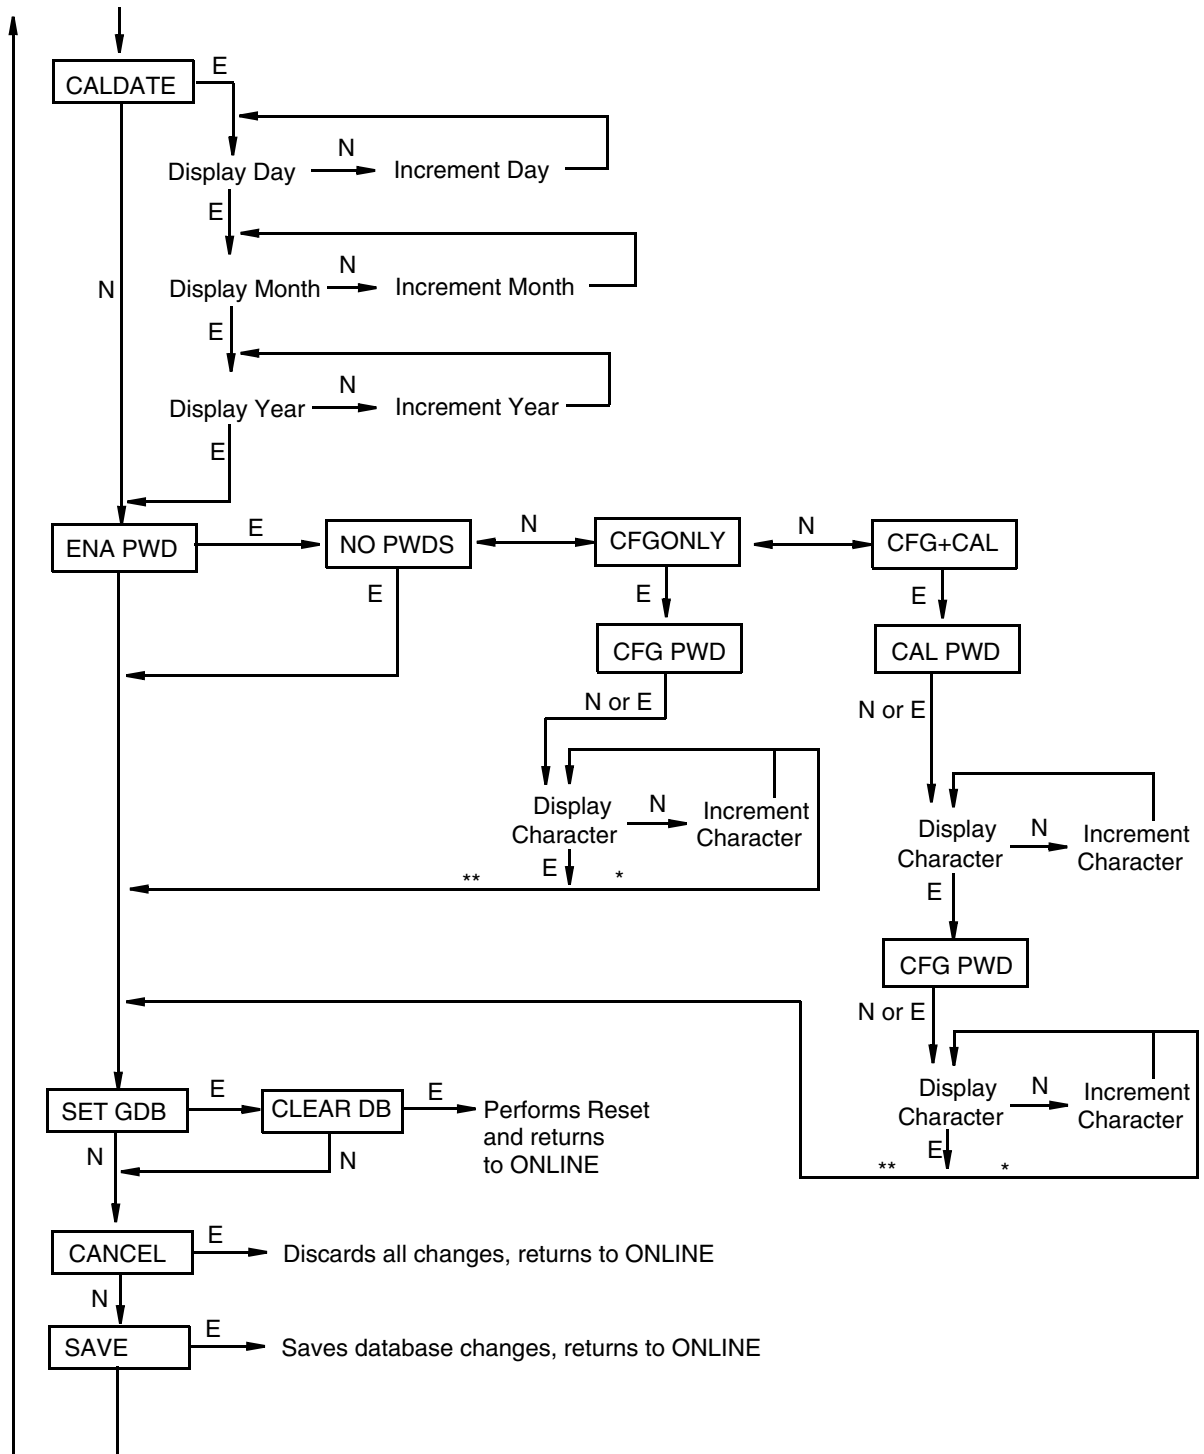 CALDATE
E
Display Day
N
Increment Day
E
Display Month
N
Increment Month
N
E
Display Year
N
Increment Year
E
ENA PWD
E
NO PWDS
N
CFGONLY
N
CFG+CAL
E
E
E
CFG PWD
CAL PWD
N or E
N or E
Display
Character
N
Increment
Character
E
**
*
Display
Character
N
Increment
Character
E
CFG PWD
N or E
Display
Character
N
Increment
Character
E
**
*
SET GDB
E
CLEAR DB
E
Performs Reset
and returns
to ONLINE
N
N
CANCEL
E
Discards all changes, returns to ONLINE
N
SAVE
E
Saves database changes, returns to ONLINE